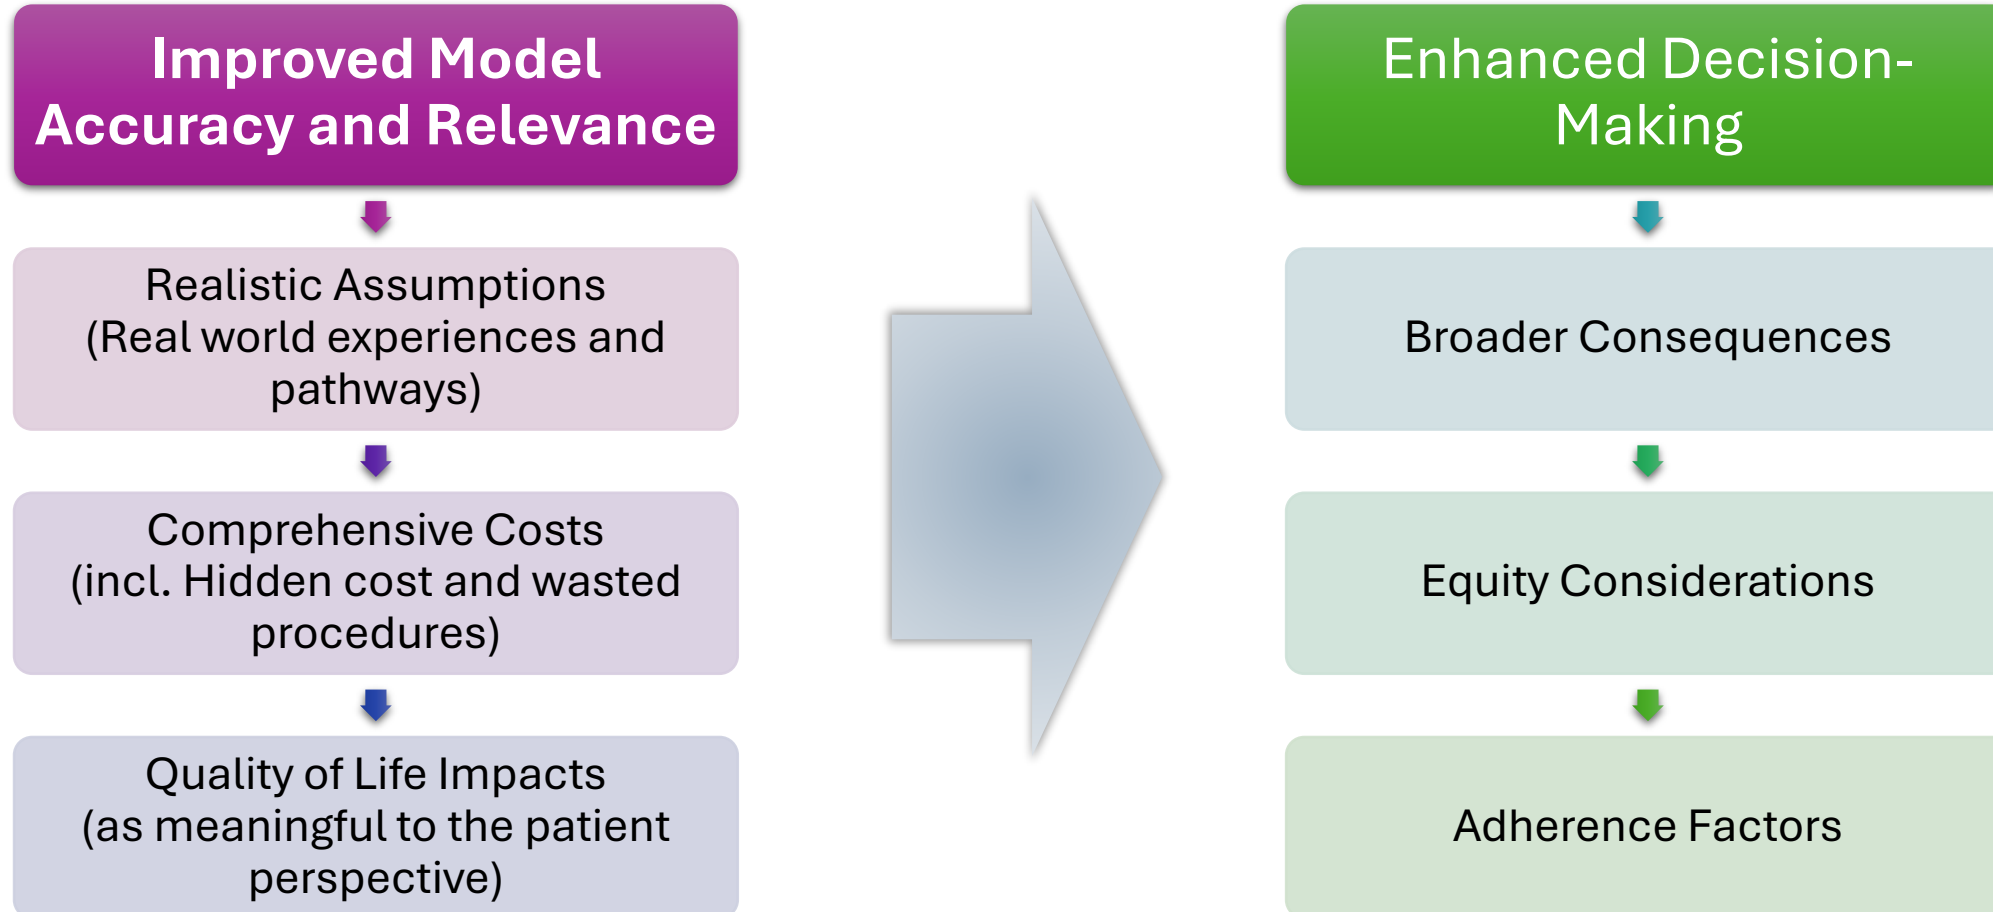 Improved Model
Accuracy and Relevance
Realistic Assumptions
(Real world experiences and
pathways)
Comprehensive Costs
(incl. Hidden cost and wasted
procedures)
Quality of Life Impacts
(as meaningful to the patient
perspective)
Enhanced Decision-
Making
Broader Consequences
Equity Considerations
Adherence Factors